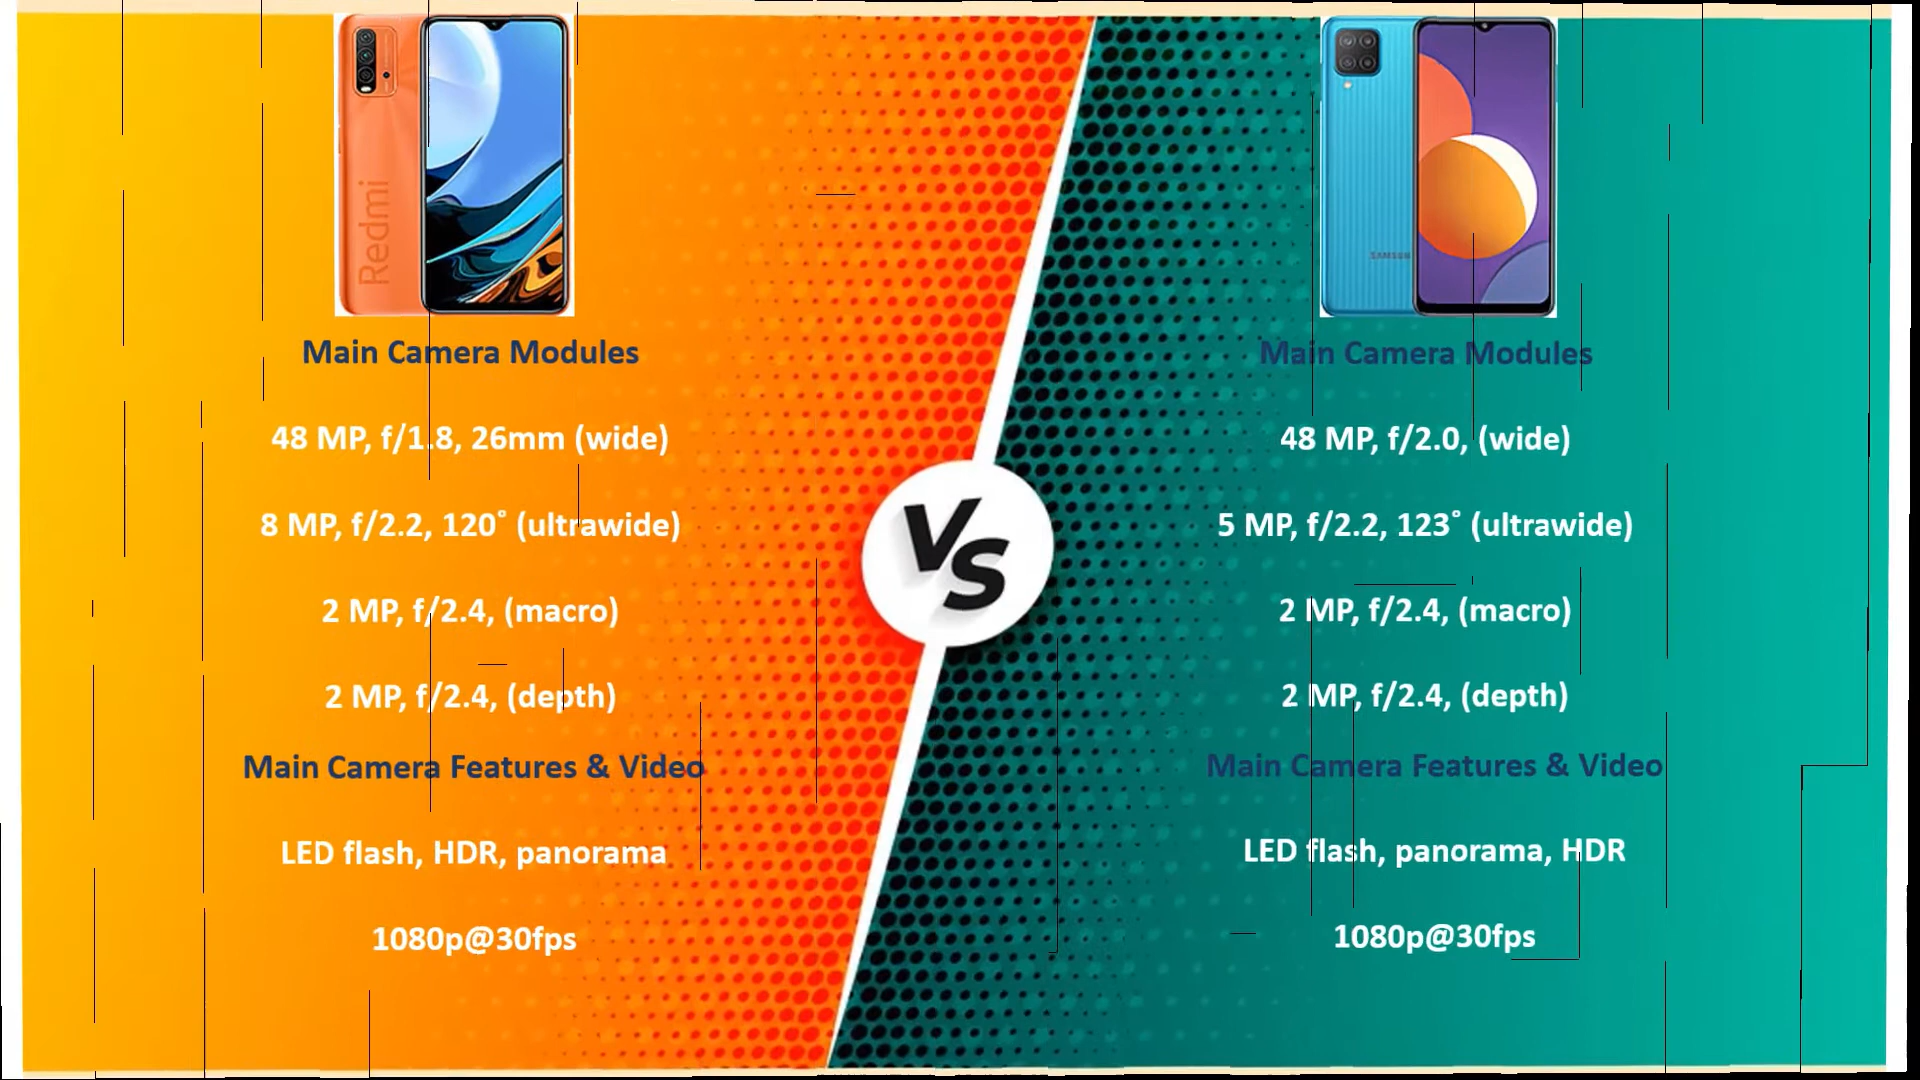 Redmi
Main Camera Modules
48 MP, f/1.8, 26mm (wide)
8 MP, f/2.2, 120˚ (ultrawide)
2 MP, f/2.4, (macro)
2 MP, f/2.4, (depth)
Main Camera Features & Video
LED flash, HDR, panorama
1080p@30fps
VS
SAMSUNG
Main Camera Modules
48 MP, f/2.0, (wide)
5 MP, f/2.2, 123˚ (ultrawide)
2 MP, f/2.4, (macro)
2 MP, f/2.4, (depth)
Main Camera Features & Video
LED flash, panorama, HDR
1080p@30fps